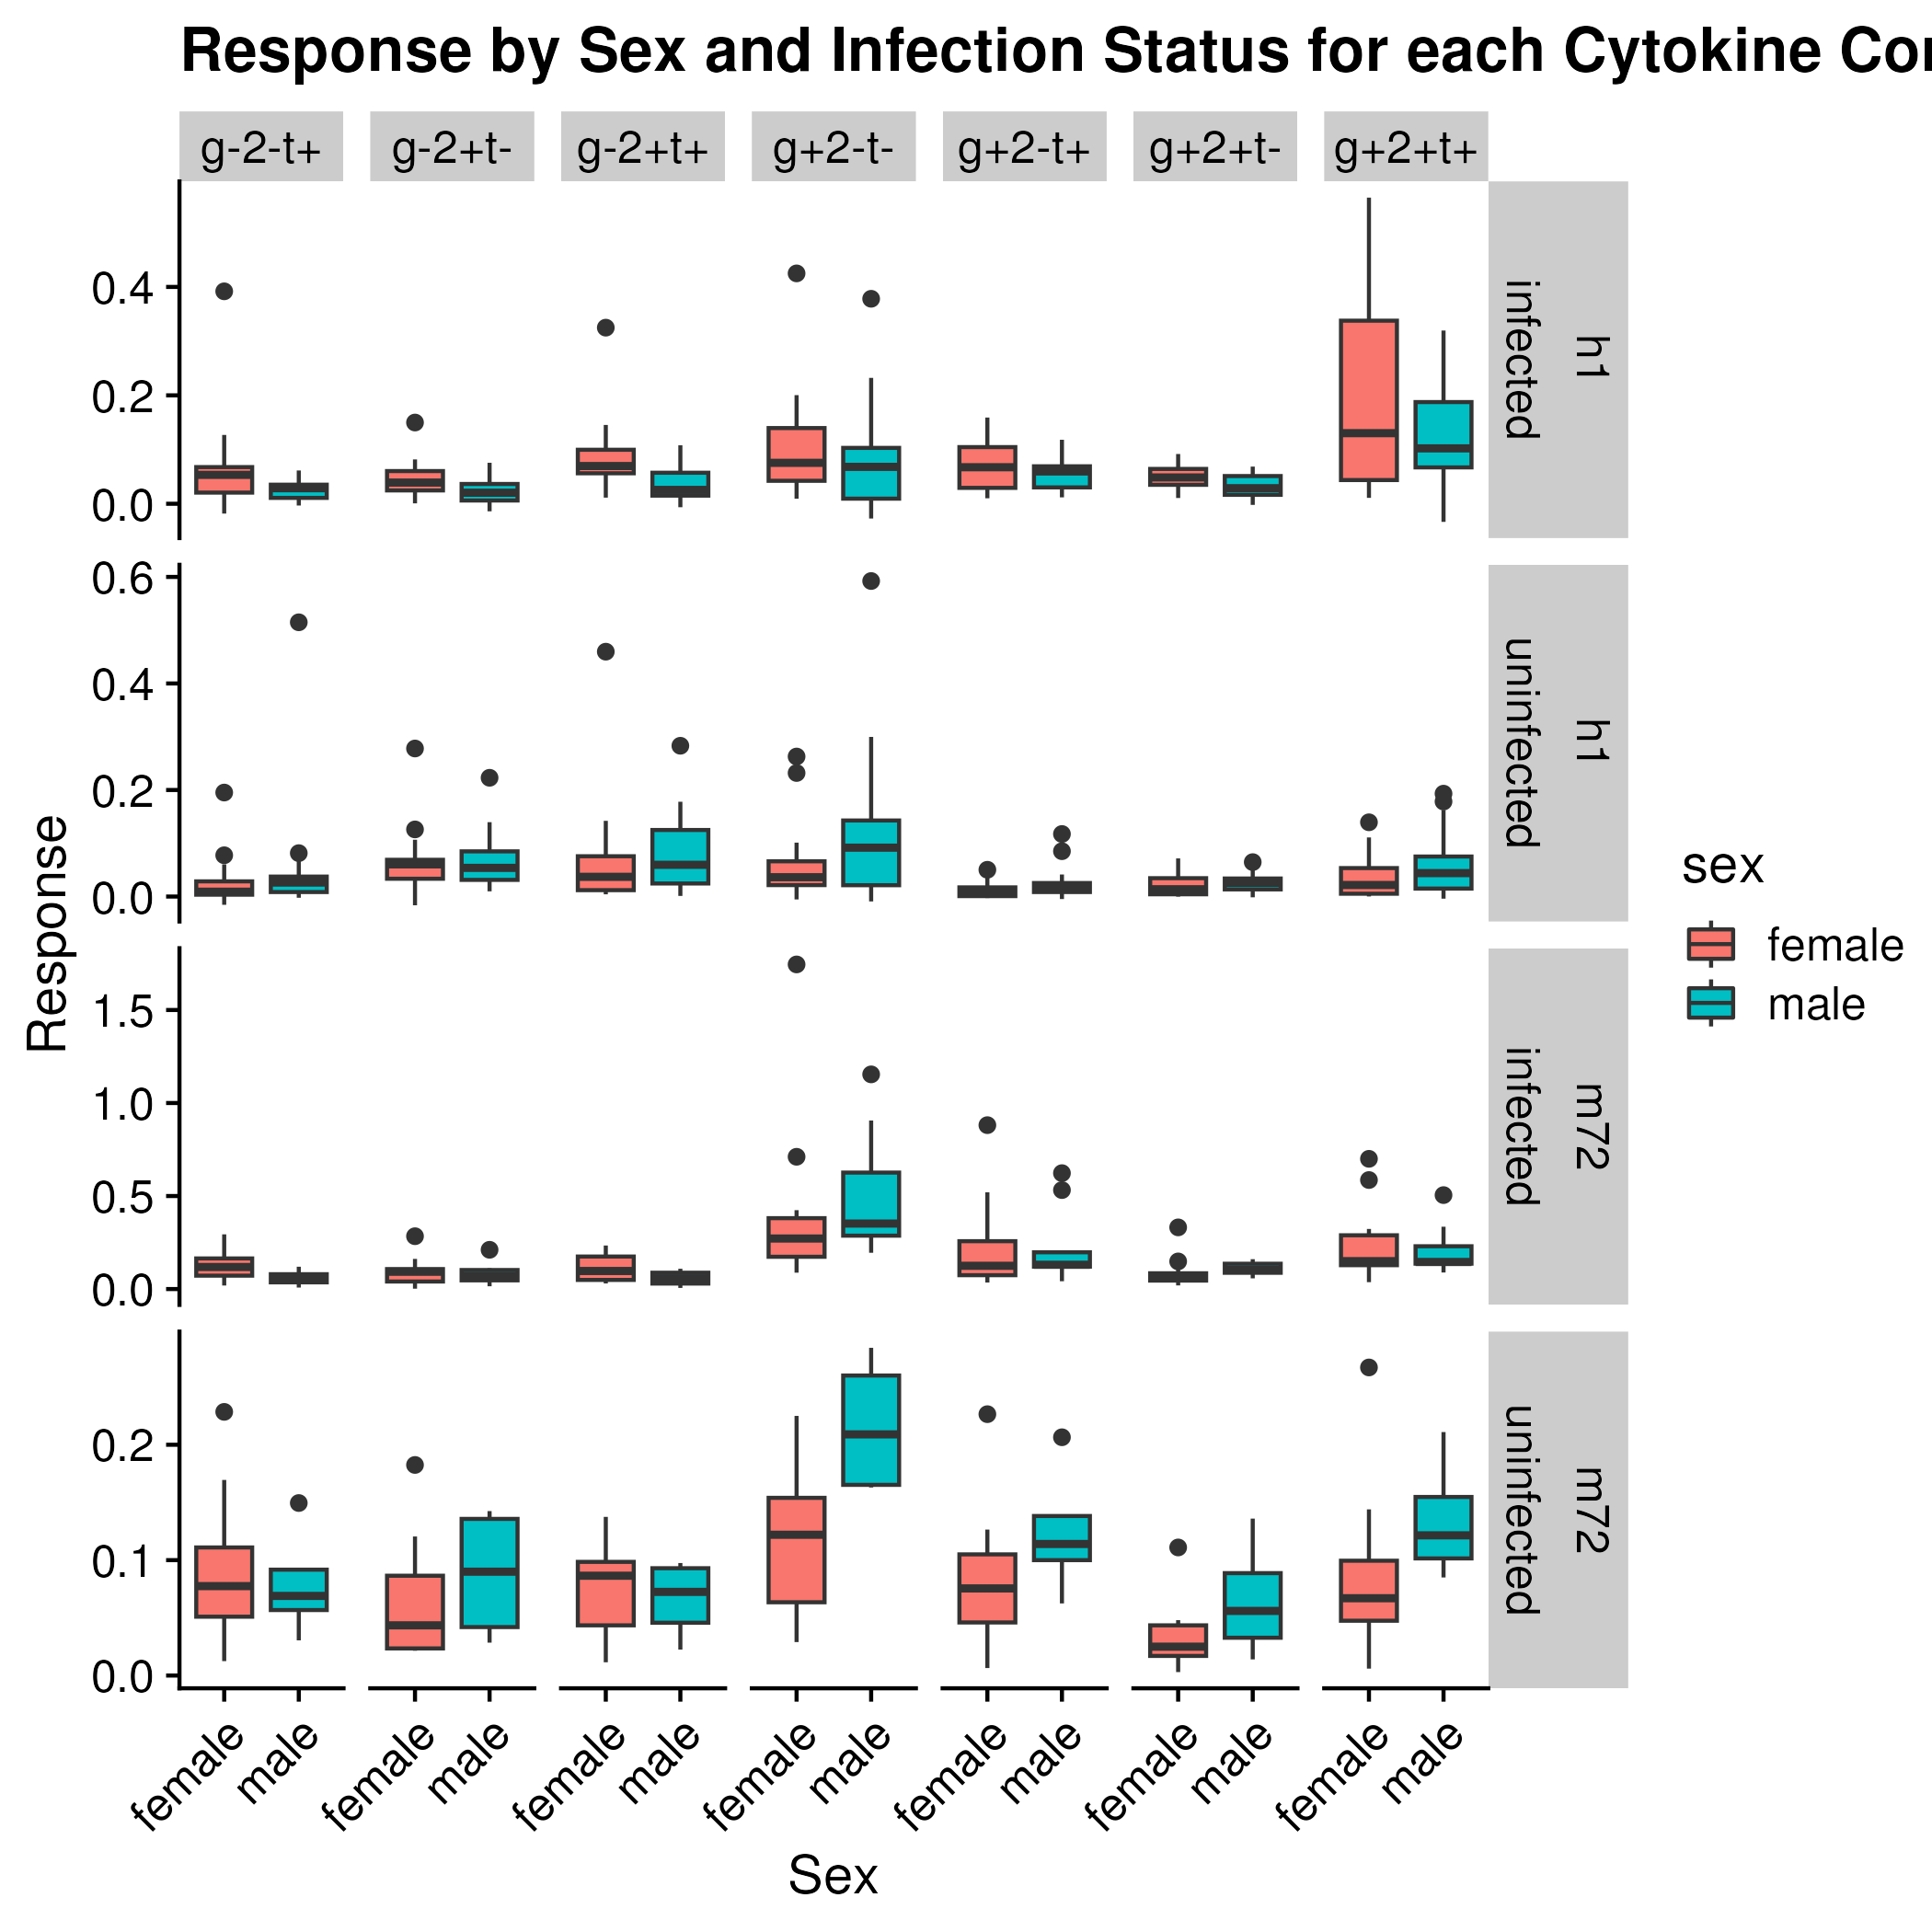 Response by Sex and Infection Status for each Cytokine Cor
g-2-t+ g-2+t- g-2+t+ g+2-t- g+2-t+ g+2+t- g+2+t+
0.4
0.2
0.0
infected
h1
0.6
0.4
0.2
0.0
uninfected
h1
1.5
1.0
0.5
0.0
infected
m72
0.2
0.1
0.0
uninfected
m72
Response
female male female male female male female male female male female male female male
Sex
sex
female
male